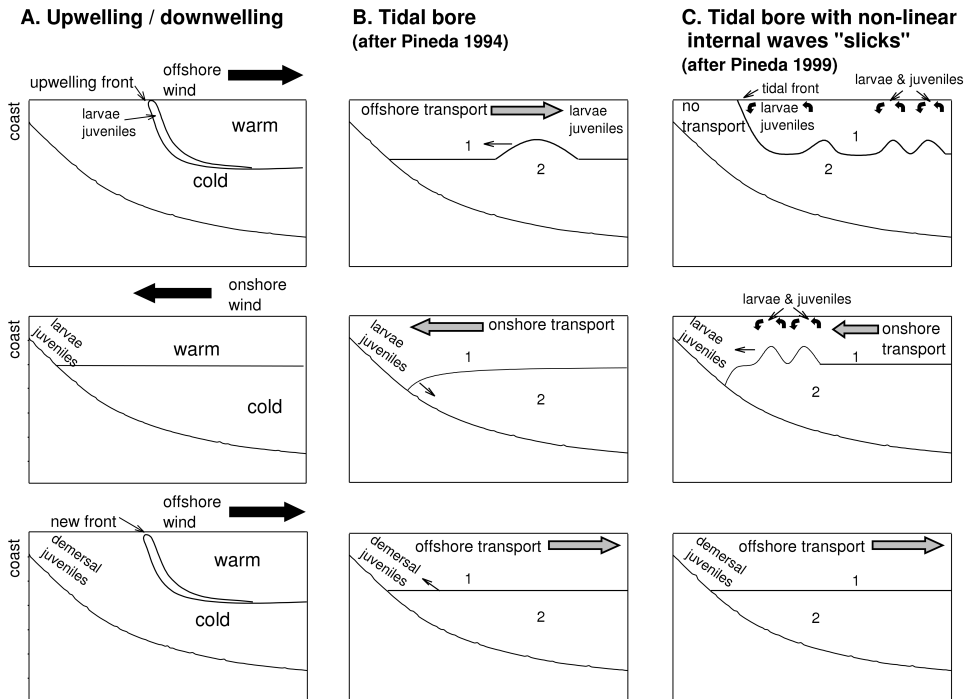 A. Upwelling / downwelling
upwelling front
offshore
wind
coast
larvae
juveniles
warm
cold
onshore
wind
coast
larvae
juveniles
warm
cold
offshore
wind
new front
coast
demersal
juveniles
warm
cold
B. Tidal bore
(after Pineda 1994)
offshore transport
larvae
juveniles
1
2
larvae
juveniles
onshore transport
1
2
demersal
juveniles
offshore transport
1
2
C. Tidal bore with non-linear
internal waves "slicks"
(after Pineda 1999)
larvae & juveniles
tidal front
no
transport
larvae
juveniles
1
2
larvae & juveniles
larvae
juveniles
onshore
transport
1
2
demersal
juveniles
offshore transport
1
2